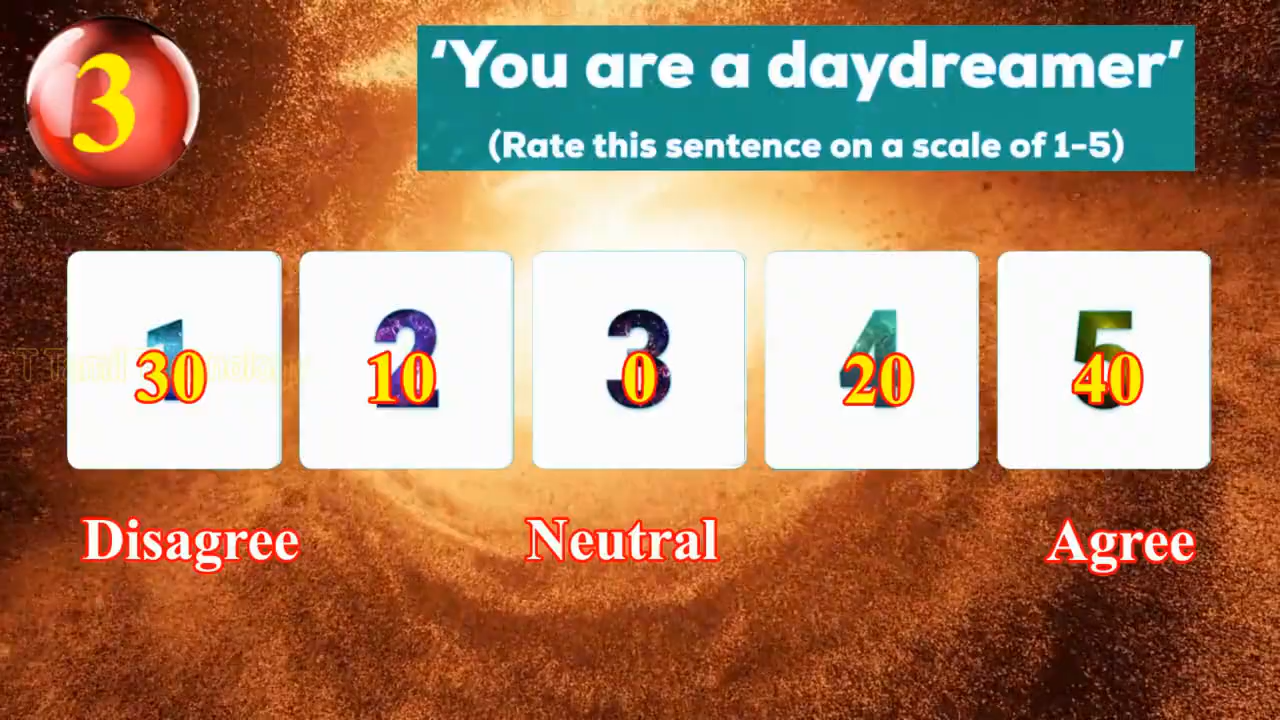 3
'You are a daydreamer'
(Rate this sentence on a scale of 1-5)
1 2 3 4 5
30 10 0 20 40
Disagree Neutral Agree